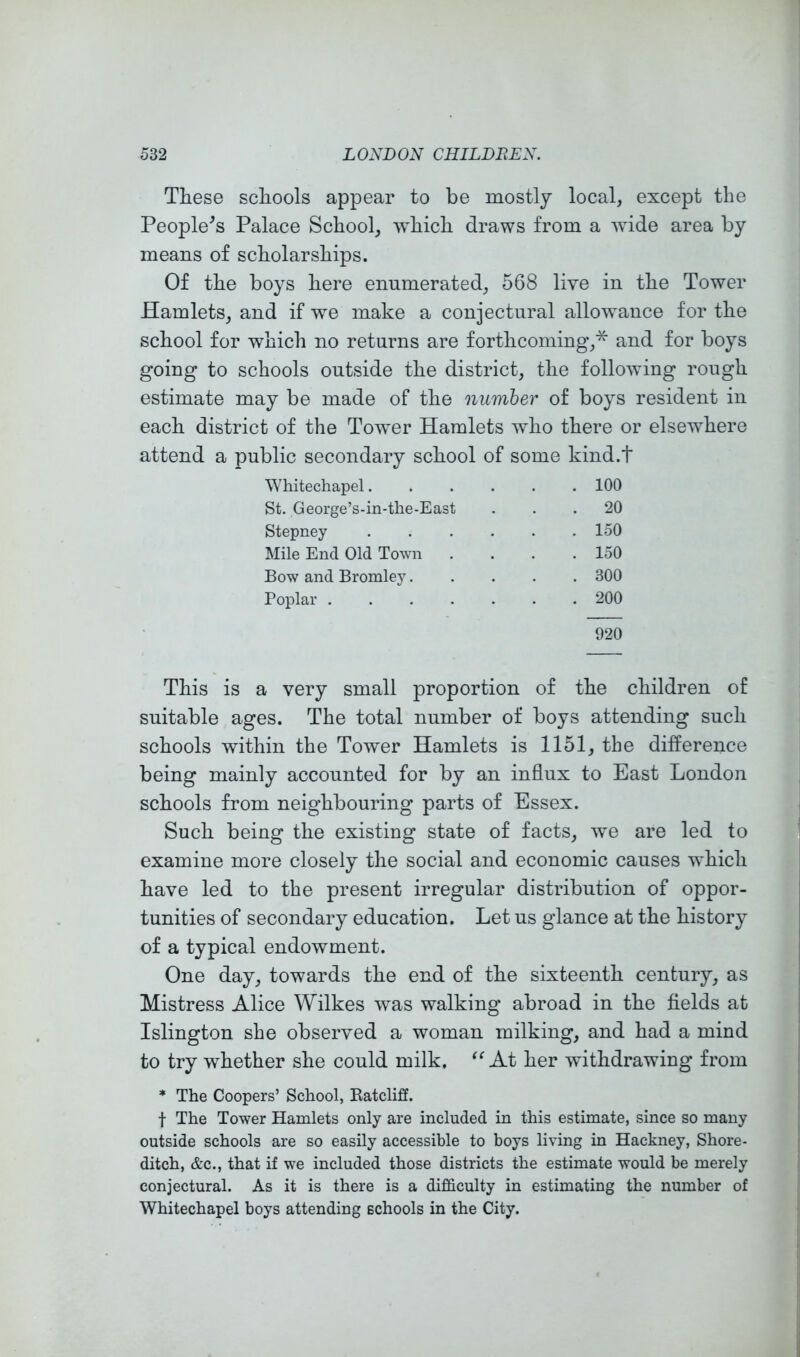 532 LONDON CHILDREN.
These schools appear to be mostly local, except the
People's Palace School, which draws from a wide area by
means of scholarships.
Of the boys here enumerated, 568 live in the Tower
Hamlets, and if we make a conjectural allowance for the
school for which no returns are forthcoming,* and for boys
going to schools outside the district, the following rough
estimate may be made of the number of boys resident in
each district of the Tower Hamlets who there or elsewhere
attend a public secondary school of some kind.†
Whitechapel . . . . . . 100
St. George's-in-the-East . . . 20
Stepney . . . . . . 150
Mile End Old Town . . . . 150
Bow and Bromley . . . . . 300
Poplar . . . . . . . 200
920
This is a very small proportion of the children of
suitable ages. The total number of boys attending such
schools within the Tower Hamlets is 1151, the difference
being mainly accounted for by an influx to East London
schools from neighbouring parts of Essex.
Such being the existing state of facts, we are led to
examine more closely the social and economic causes which
have led to the present irregular distribution of oppor-
tunities of secondary education. Let us glance at the history
of a typical endowment.
One day, towards the end of the sixteenth century, as
Mistress Alice Wilkes was walking abroad in the fields at
Islington she observed a woman milking, and had a mind
to try whether she could milk. “At her withdrawing from
* The Coopers' School, Ratcliff.
† The Tower Hamlets only are included in this estimate, since so many
outside schools are so easily accessible to boys living in Hackney, Shore-
ditch, &c., that if we included those districts the estimate would be merely
conjectural. As it is there is a difficulty in estimating the number of
Whitechapel boys attending schools in the City.